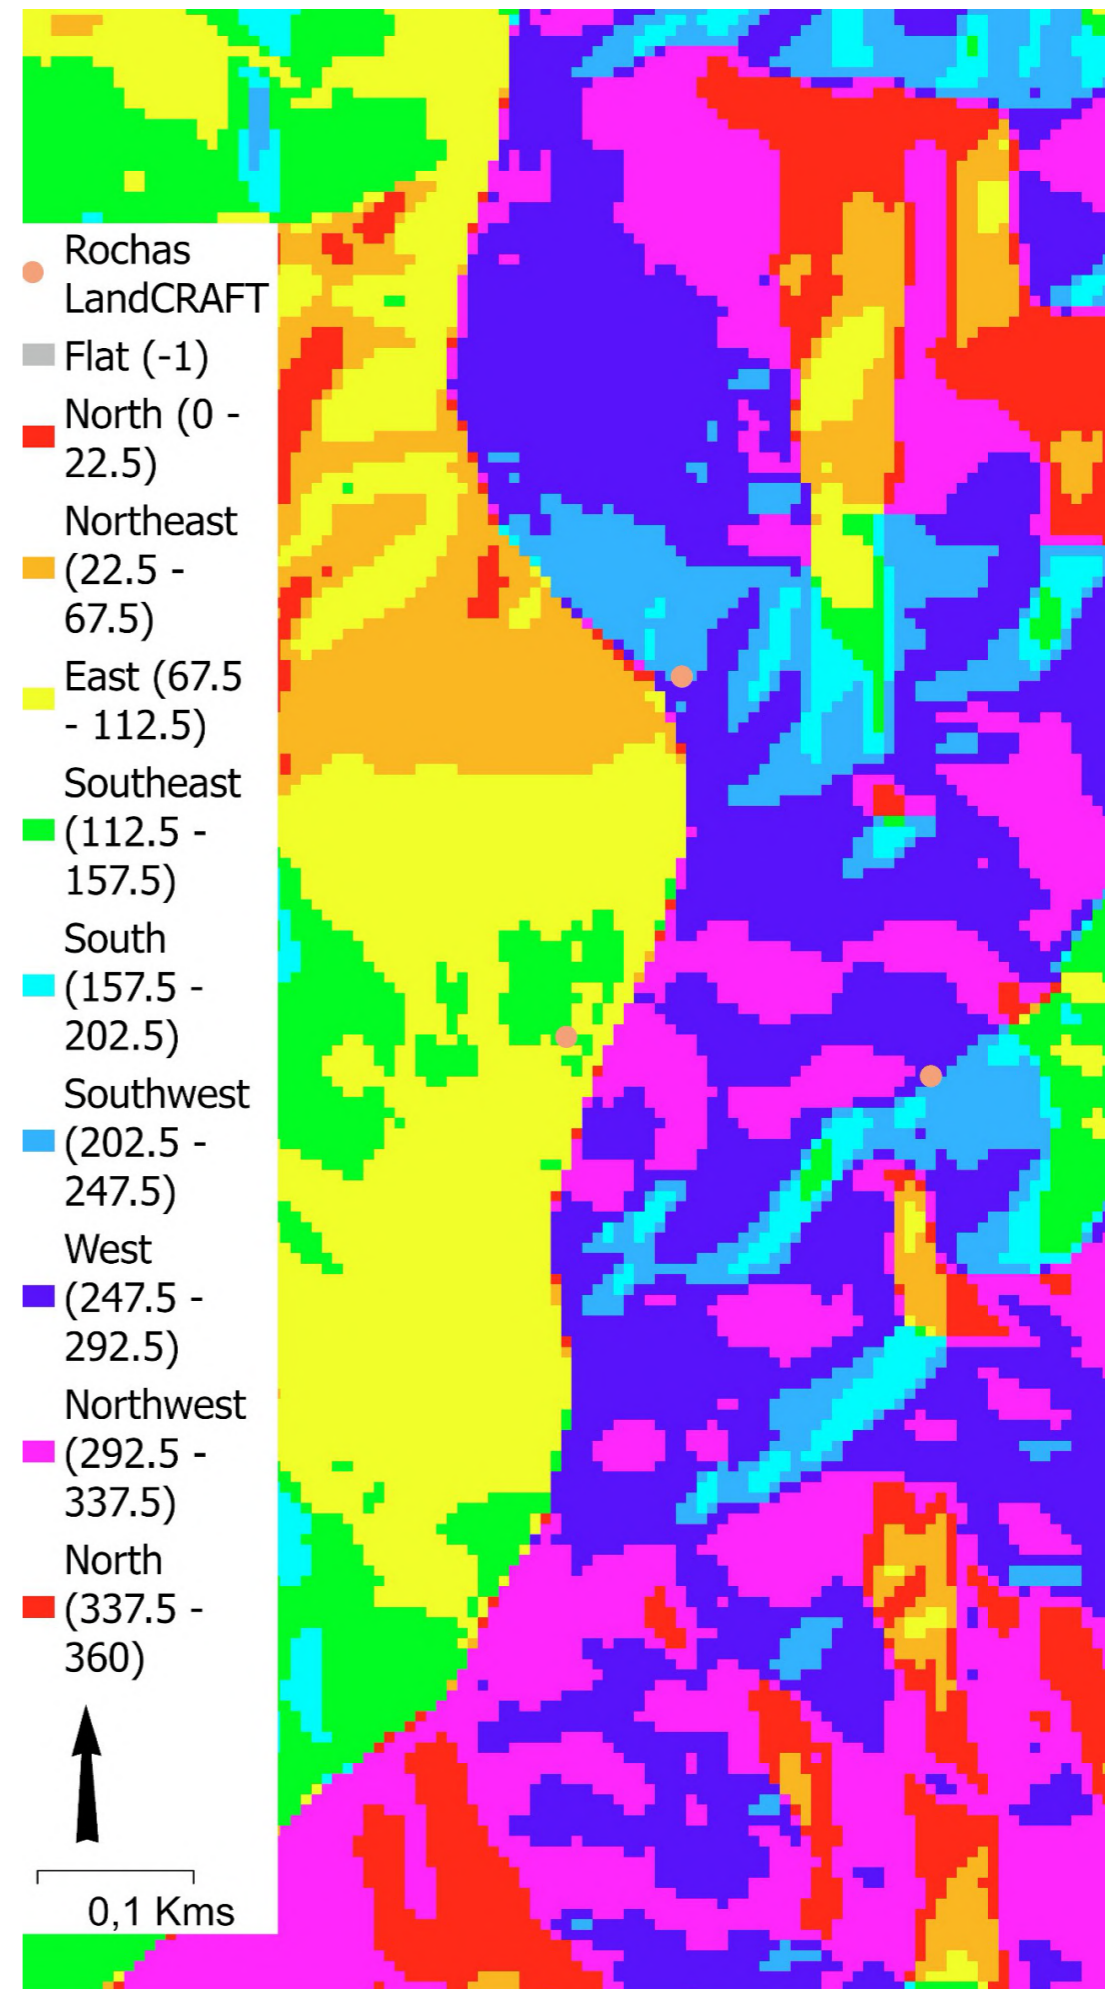 Rochas
LandCRAFT
Flat (-1)
North (0 -
22.5)
Northeast
(22.5 -
67.5)
East (67.5
- 112.5)
Southeast
(112.5 -
157.5)
South
(157.5 -
202.5)
Southwest
(202.5 -
247.5)
West
(247.5 -
292.5)
Northwest
(292.5 -
337.5)
North
(337.5 -
360)
0,1 Kms